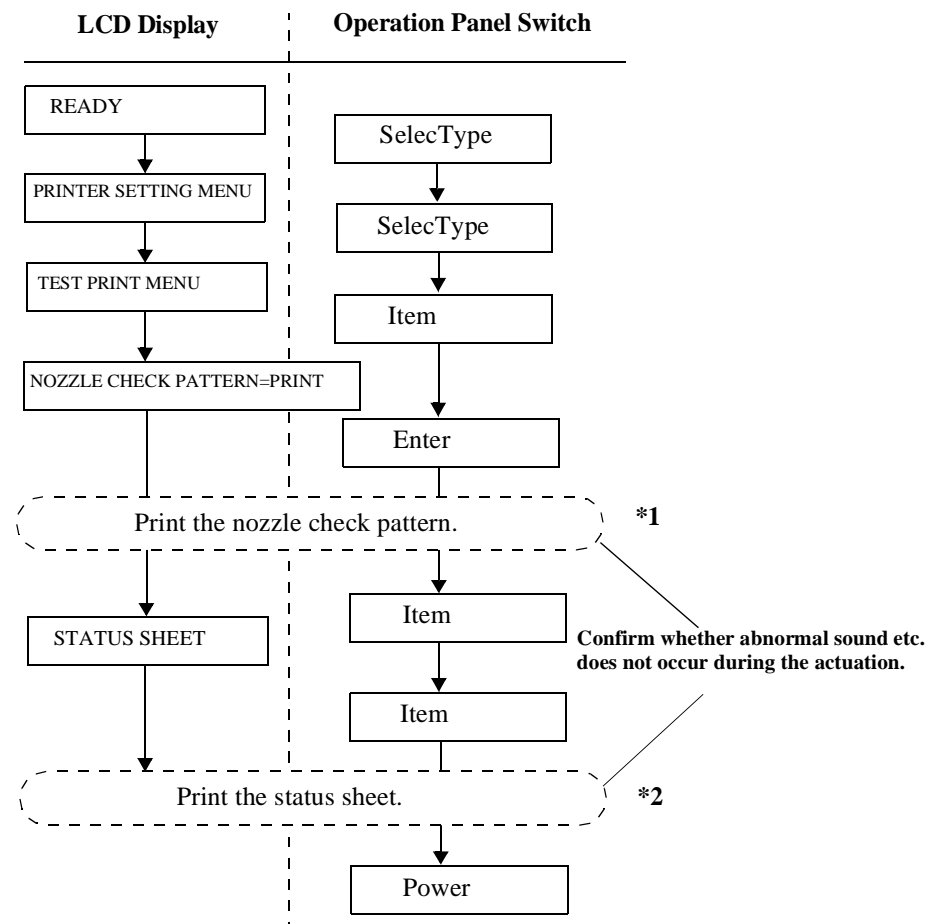 LCD Display
Operation Panel Switch
READY
SelecType
PRINTER SETTING MENU
SelecType
TEST PRINT MENU
Item
NOZZLE CHECK PATTERN=PRINT
Enter
Print the nozzle check pattern.
*1
Item
STATUS SHEET
Confirm whether abnormal sound etc.
does not occur during the actuation.
Item
Print the status sheet.
*2
Power